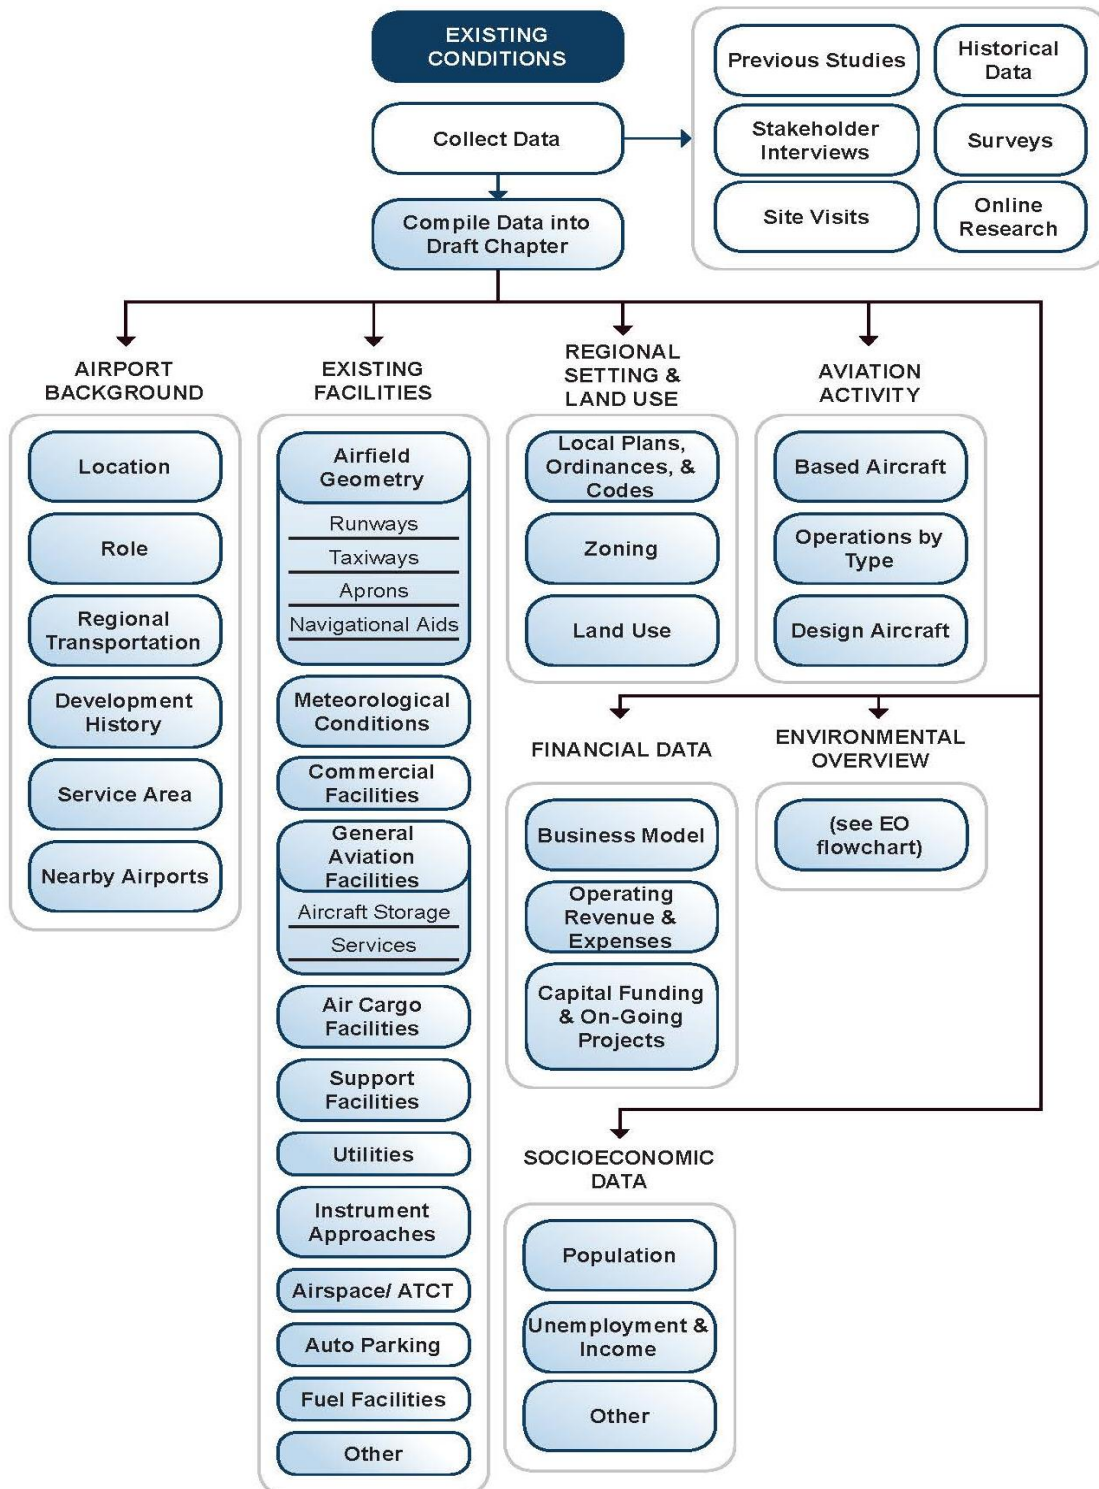 EXISTING
CONDITIONS
Collect Data
Compile Data into
Draft Chapter
Previous Studies
Historical
Data
Stakeholder
Interviews
Surveys
Site Visits
Online
Research
AIRPORT
BACKGROUND
Location
Role
Regional
Transportation
Development
History
Service Area
Nearby Airports
EXISTING
FACILITIES
Airfield
Geometry
Runways
Taxiways
Aprons
Navigational Aids
Meteorological
Conditions
Commercial
Facilities
General
Aviation
Facilities
Aircraft Storage
Services
Air Cargo
Facilities
Support
Facilities
Utilities
Instrument
Approaches
Airspace/ ATCT
Auto Parking
Fuel Facilities
Other
REGIONAL
SETTING &
LAND USE
Local Plans,
Ordinances, &
Codes
Zoning
Land Use
AVIATION
ACTIVITY
Based Aircraft
Operations by
Type
Design Aircraft
FINANCIAL DATA
Business Model
Operating
Revenue &
Expenses
Capital Funding
& On-Going
Projects
ENVIRONMENTAL
OVERVIEW
(see EO
flowchart)
SOCIOECONOMIC
DATA
Population
Unemployment &
Income
Other